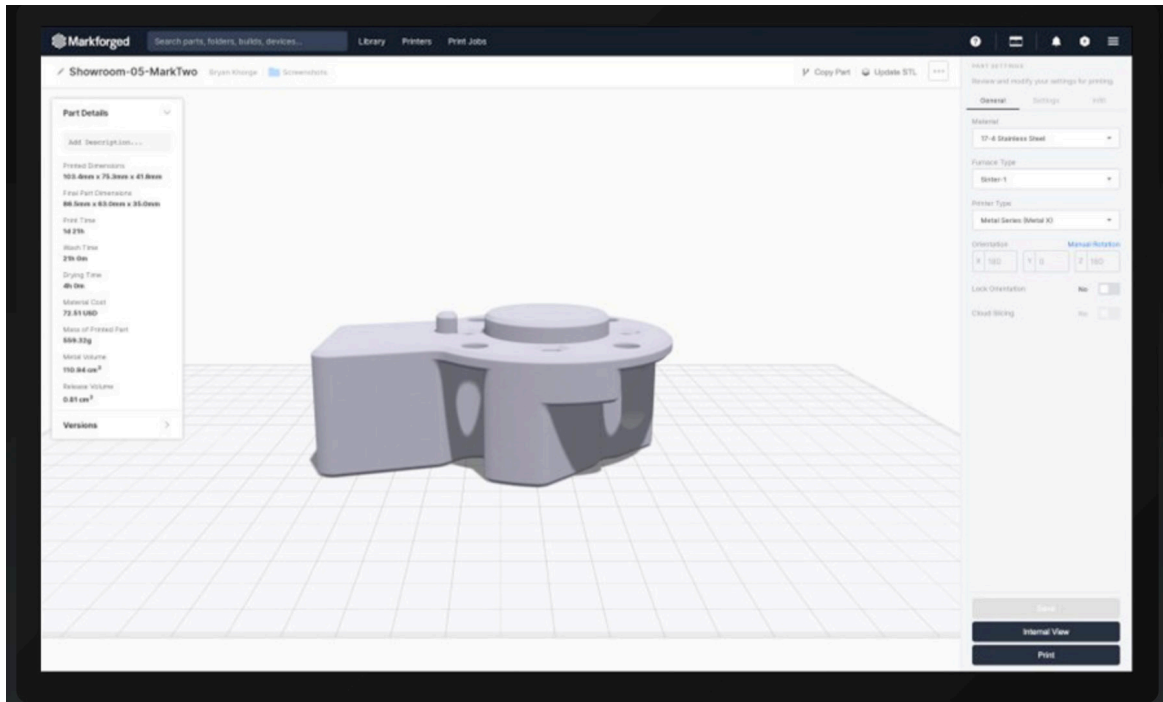 Markforged
Search parts, folders, builds, devices...
Library
Printers
Print Jobs
Showroom-05-MarkTwo
Screenshots
Copy Part
Update STL
Part Details
Add Description...
Printed Dimensions
103.4mm x 75.3mm x 41.8mm
Final Part Dimensions
86.5mm x 63.0mm x 35.0mm
Print Time
1d 21h
Wash Time
21h 0m
Drying Time
4h 0m
Material Cost
72.51 USD
Mass of Printed Part
559.32g
Metal Volume
110.94 cm³
Release Volume
0.81 cm³
Versions
PART SETTINGS
Review and modify your settings for printing.
General
Settings
Infill
Material
17-4 Stainless Steel
Furnace Type
Sinter-1
Printer Type
Metal Series (Metal X)
Orientation
Manual Rotation
X 180
Y 0
Z 180
Lock Orientation
No
Cloud Slicing
No
Save
Internal View
Print